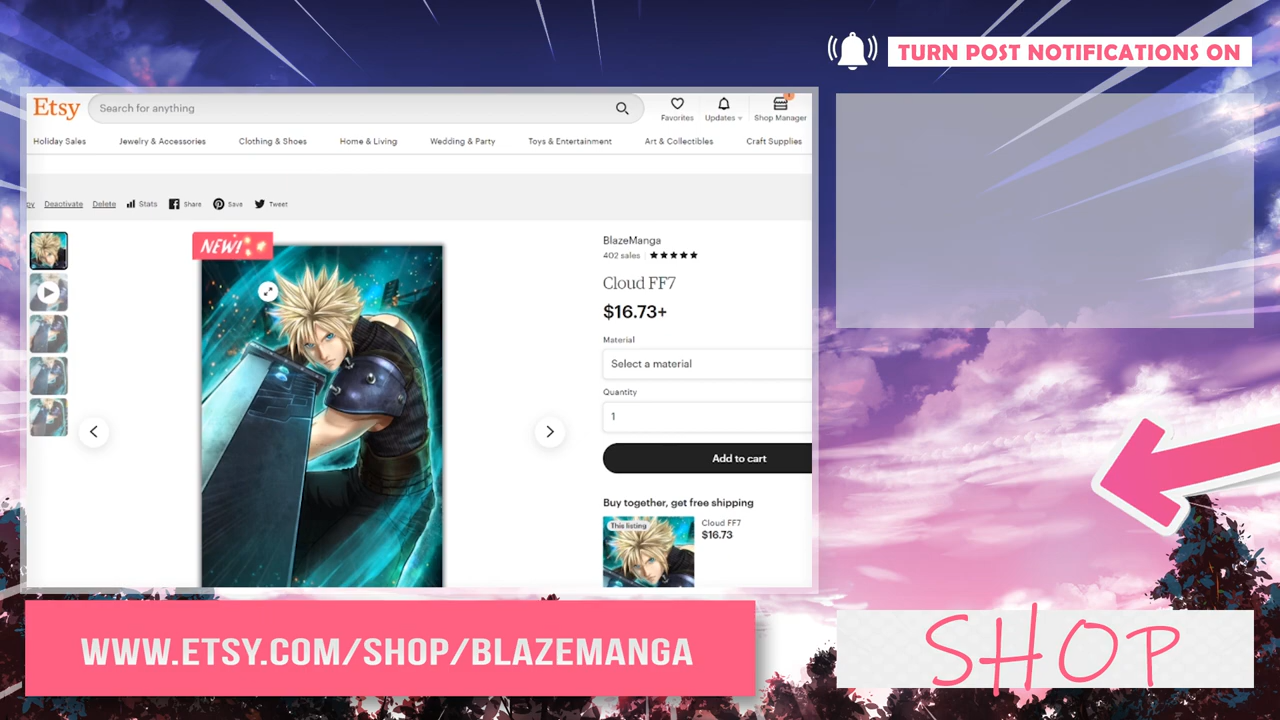 TURN POST NOTIFICATIONS ON
Etsy
Search for anything
Favorites
Updates
Shop Manager
Holiday Sales
Jewelry & Accessories
Clothing & Shoes
Home & Living
Wedding & Party
Toys & Entertainment
Art & Collectibles
Craft Supplies
Deactivate
Delete
Stats
Share
Save
Tweet
NEW!
BlazeManga
402 sales
Cloud FF7
$16.73+
Material
Select a material
Quantity
1
Add to cart
Buy together, get free shipping
This listing
Cloud FF7
$16.73
WWW.ETSY.COM/SHOP/BLAZEMANGA
SHOP